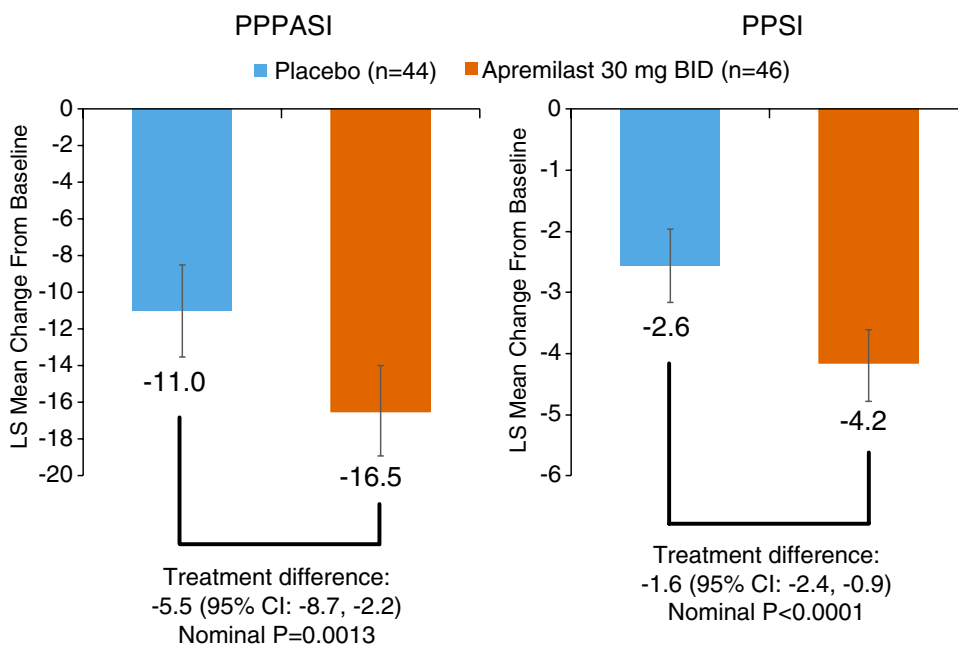 PPPASI
PPSI
Placebo (n=44) Apremilast 30 mg BID (n=46)
LS Mean Change From Baseline
0
-2
-4
-6
-8
-10
-12
-14
-16
-18
-20
-11.0
-16.5
Treatment difference:
-5.5 (95% CI: -8.7, -2.2)
Nominal P=0.0013
LS Mean Change From Baseline
0
-1
-2
-3
-4
-5
-6
-2.6
-4.2
Treatment difference:
-1.6 (95% CI: -2.4, -0.9)
Nominal P<0.0001